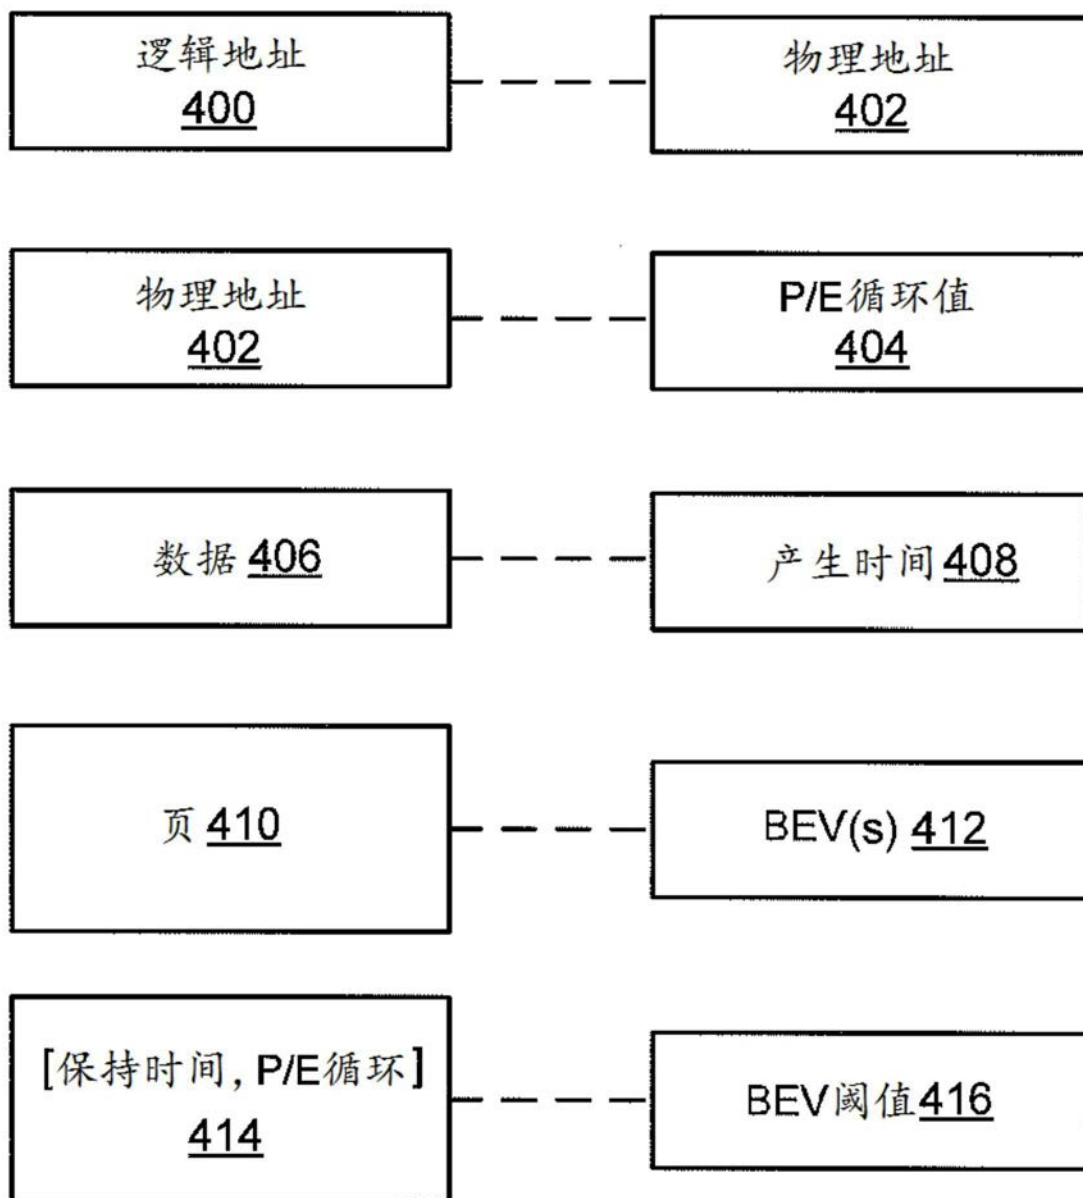 逻辑地址
400
物理地址
402
物理地址
402
P/E循环值
404
数据 406
产生时间 408
页 410
BEV(s) 412
[保持时间, P/E循环]
414
BEV阈值 416